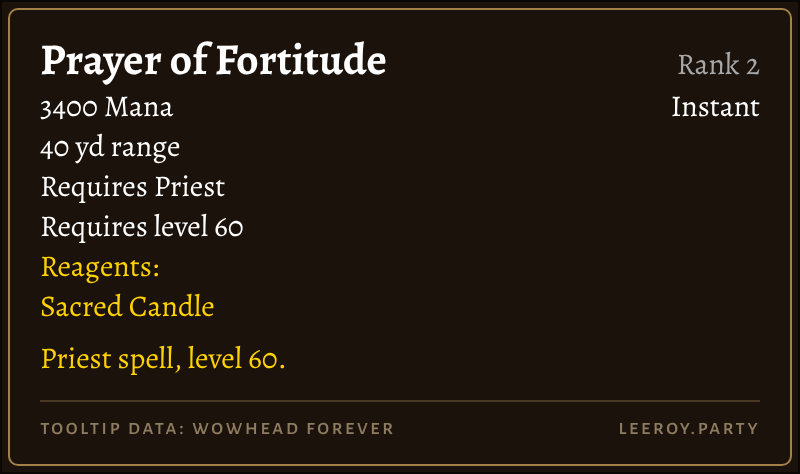 Prayer of Fortitude Rank 2
3400 Mana Instant
40 yd range
Requires Priest
Requires level 60
Reagents:
Sacred Candle
Priest spell, level 60.
TOOLTIP DATA: WOWHEAD FOREVER LEEROY.PARTY